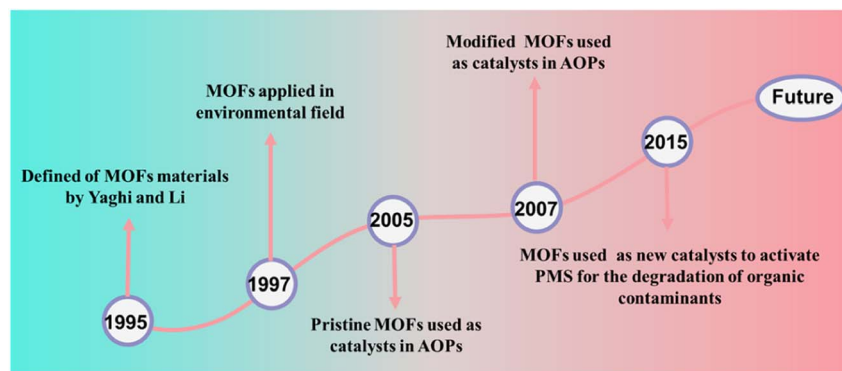 Modified MOFs used
as catalysts in AOPs
Future
MOFs applied in
environmental field
2015
Defined of MOFs materials
by Yaghi and Li
2005
2007
MOFs used as new catalysts to activate
PMS for the degradation of organic
contaminants
1997
1995
Pristine MOFs used as
catalysts in AOPs